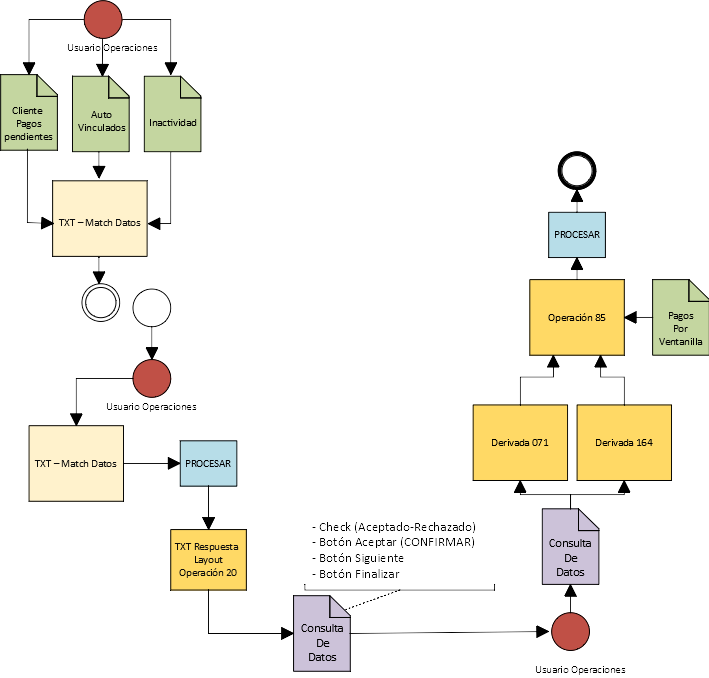 Usuario Operaciones
Cliente
Pagos
pendientes
Auto
Vinculados
Inactividad
TXT – Match Datos
Usuario Operaciones
TXT – Match Datos
PROCESAR
TXT Respuesta
Layout
Operación 20
- Check (Aceptado-Rechazado)
- Botón Aceptar (CONFIRMAR)
- Botón Siguiente
- Botón Finalizar
Consulta
De
Datos
Usuario Operaciones
Consulta
De
Datos
Derivada 071
Derivada 164
Operación 85
Pagos
Por
Ventanilla
PROCESAR